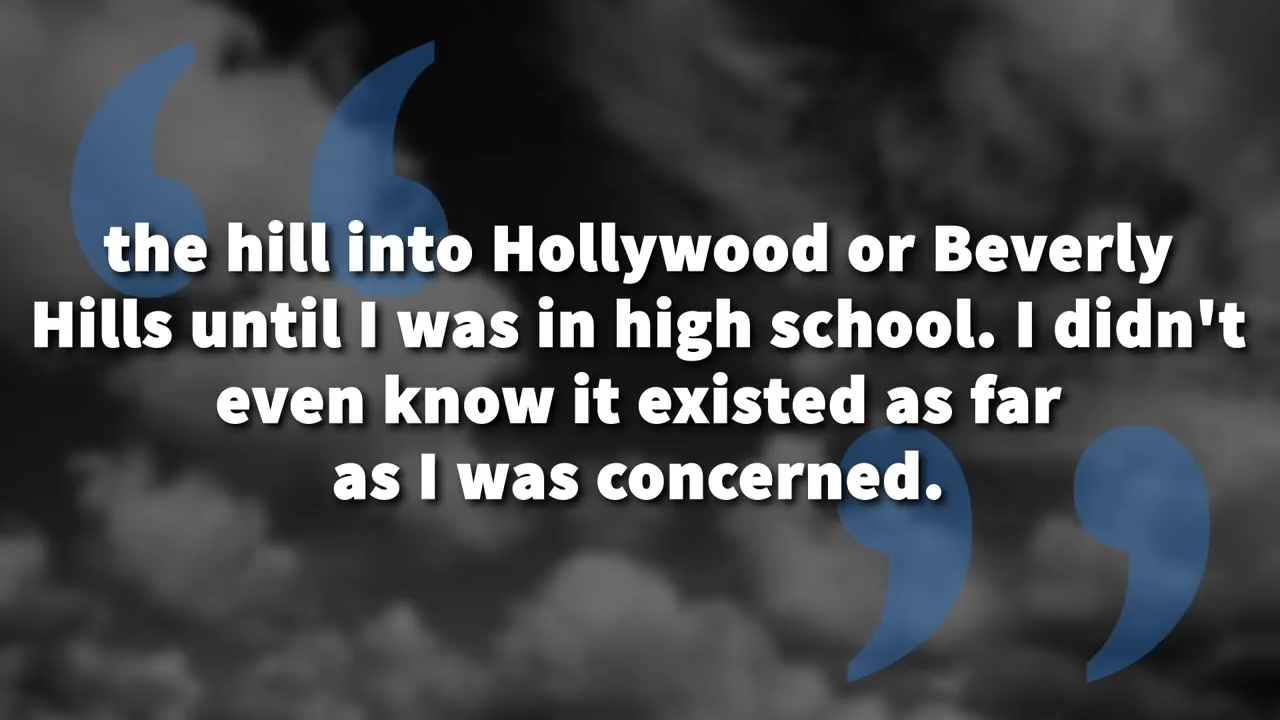 the hill into Hollywood or Beverly
Hills until I was in high school. I didn't
even know it existed as far
as I was concerned.